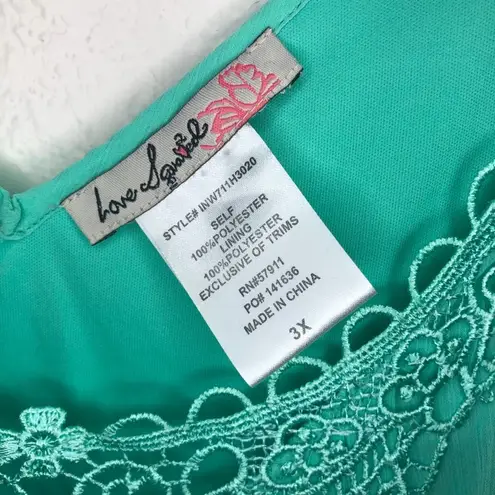 Love Squared
STYLE# INW711H3020
SELF
100%POLYESTER
LINING
100%POLYESTER
EXCLUSIVE OF TRIMS
RN#57911
PO# 141636
MADE IN CHINA
3X